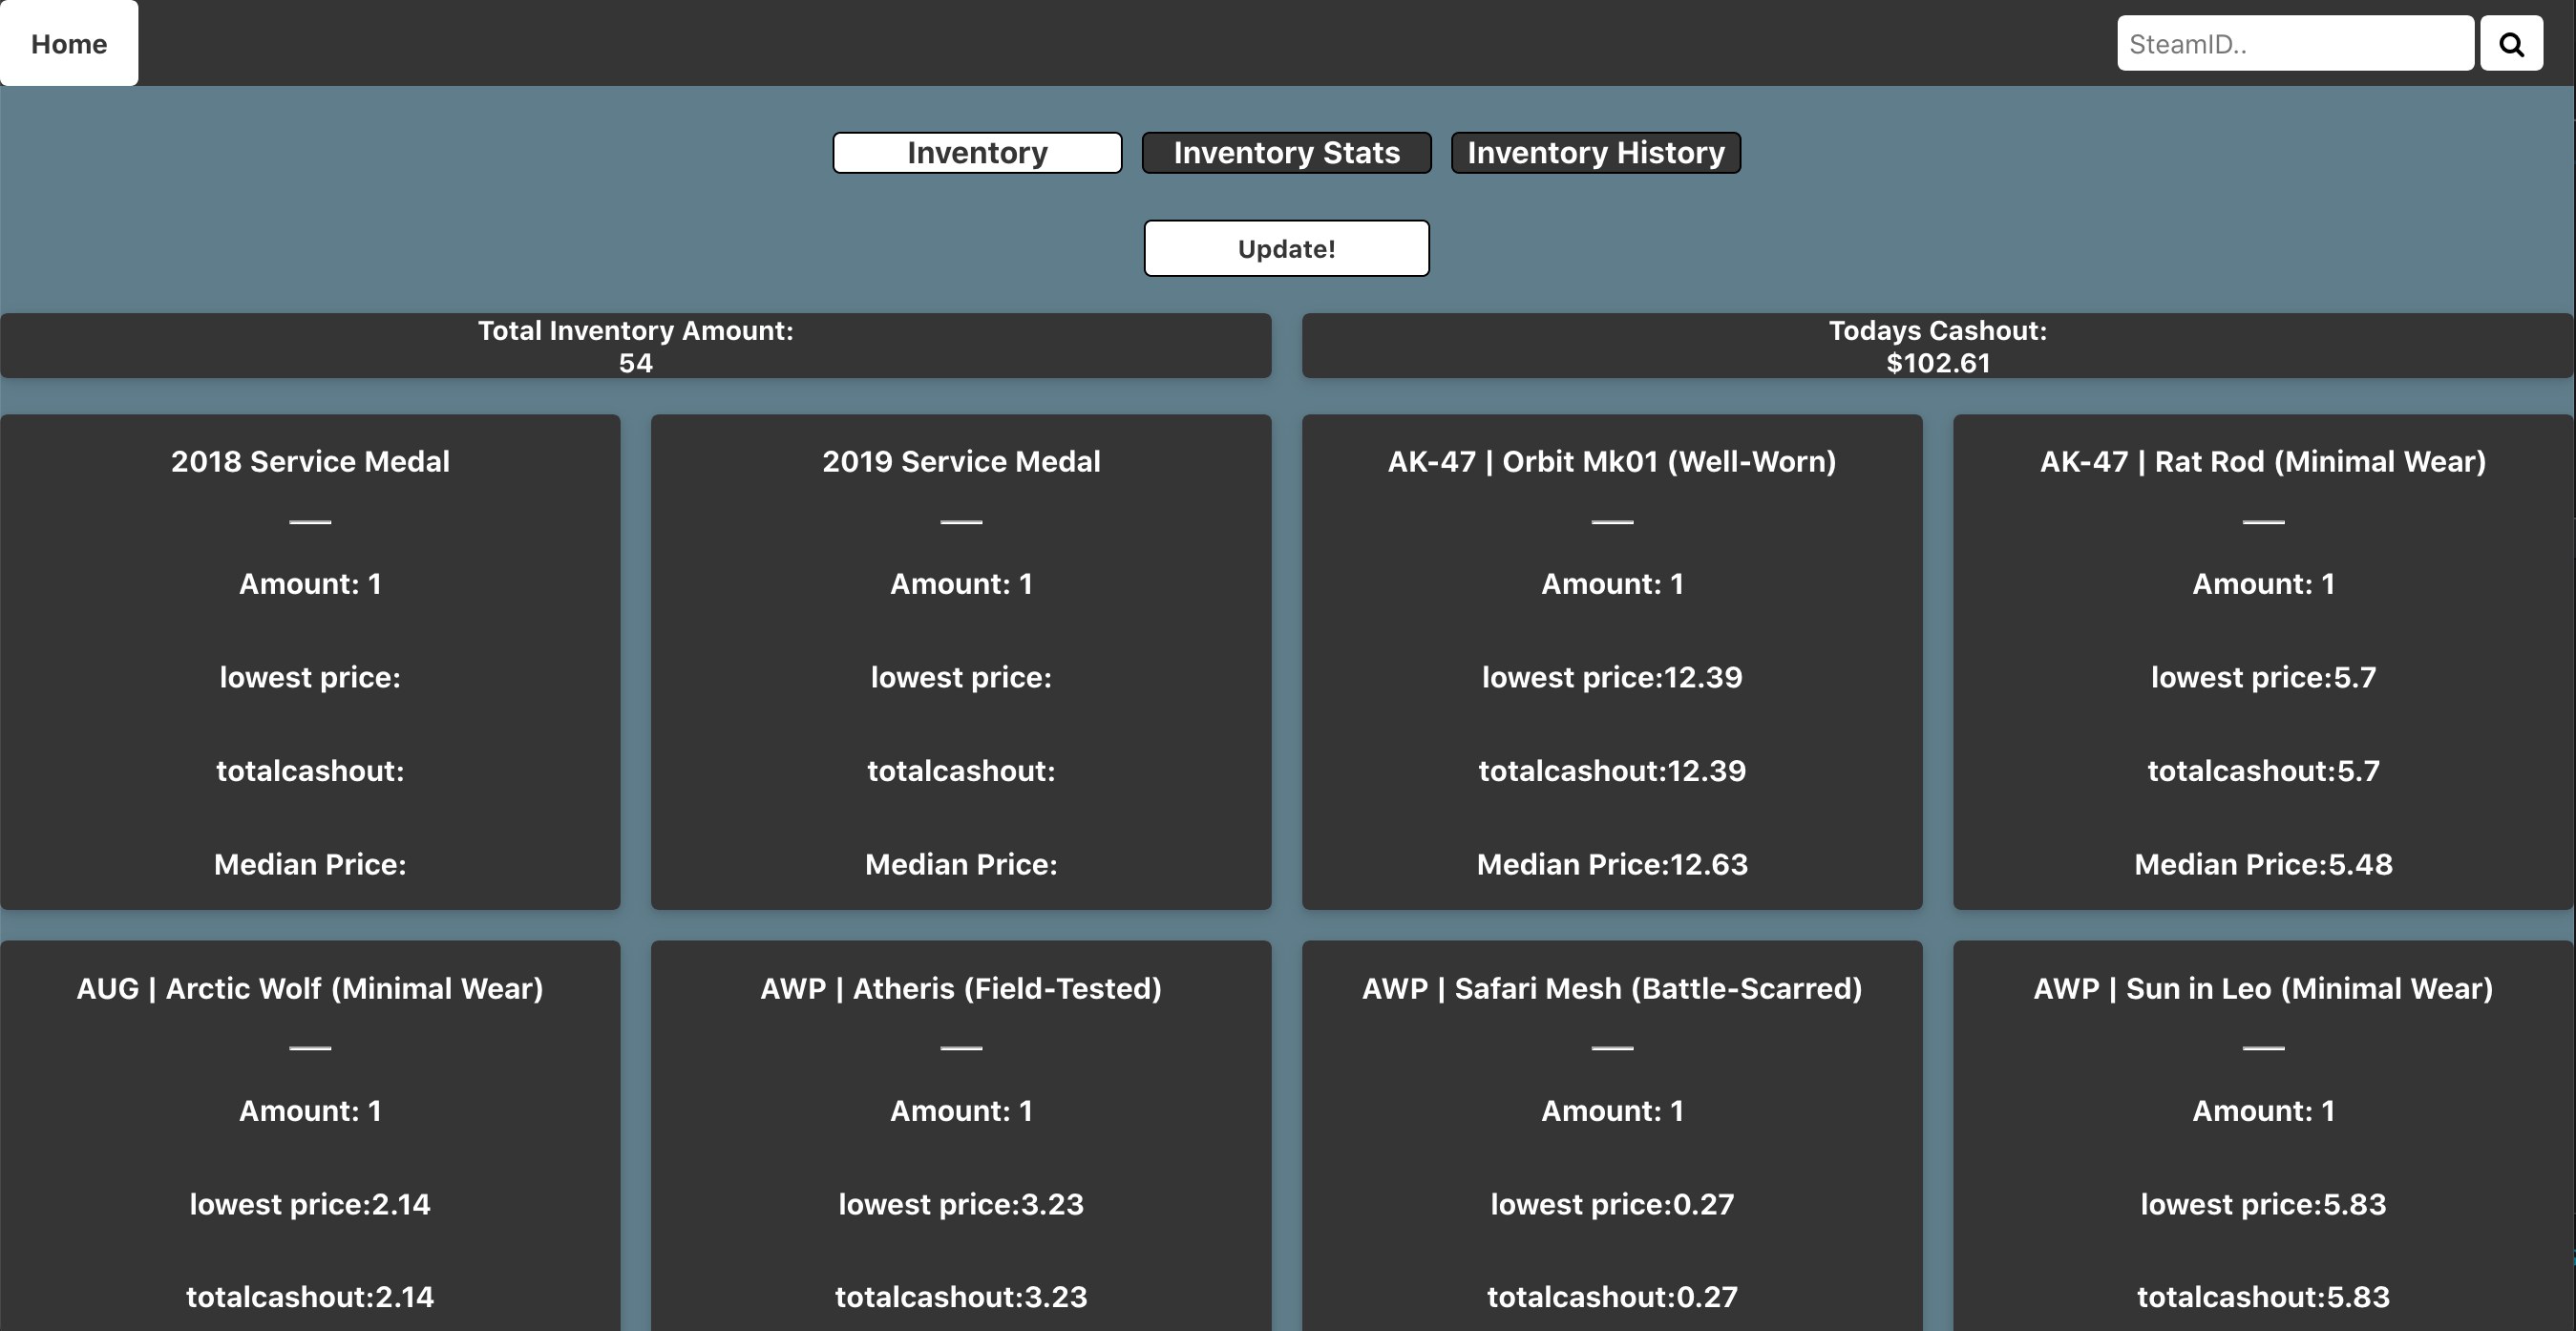 Home
SteamID..
Inventory
Inventory Stats
Inventory History
Update!
Total Inventory Amount:
54
Todays Cashout:
$102.61
2018 Service Medal
Amount: 1
lowest price:
totalcashout:
Median Price:
2019 Service Medal
Amount: 1
lowest price:
totalcashout:
Median Price:
AK-47 | Orbit Mk01 (Well-Worn)
Amount: 1
lowest price:12.39
totalcashout:12.39
Median Price:12.63
AK-47 | Rat Rod (Minimal Wear)
Amount: 1
lowest price:5.7
totalcashout:5.7
Median Price:5.48
AUG | Arctic Wolf (Minimal Wear)
Amount: 1
lowest price:2.14
totalcashout:2.14
AWP | Atheris (Field-Tested)
Amount: 1
lowest price:3.23
totalcashout:3.23
AWP | Safari Mesh (Battle-Scarred)
Amount: 1
lowest price:0.27
totalcashout:0.27
AWP | Sun in Leo (Minimal Wear)
Amount: 1
lowest price:5.83
totalcashout:5.83